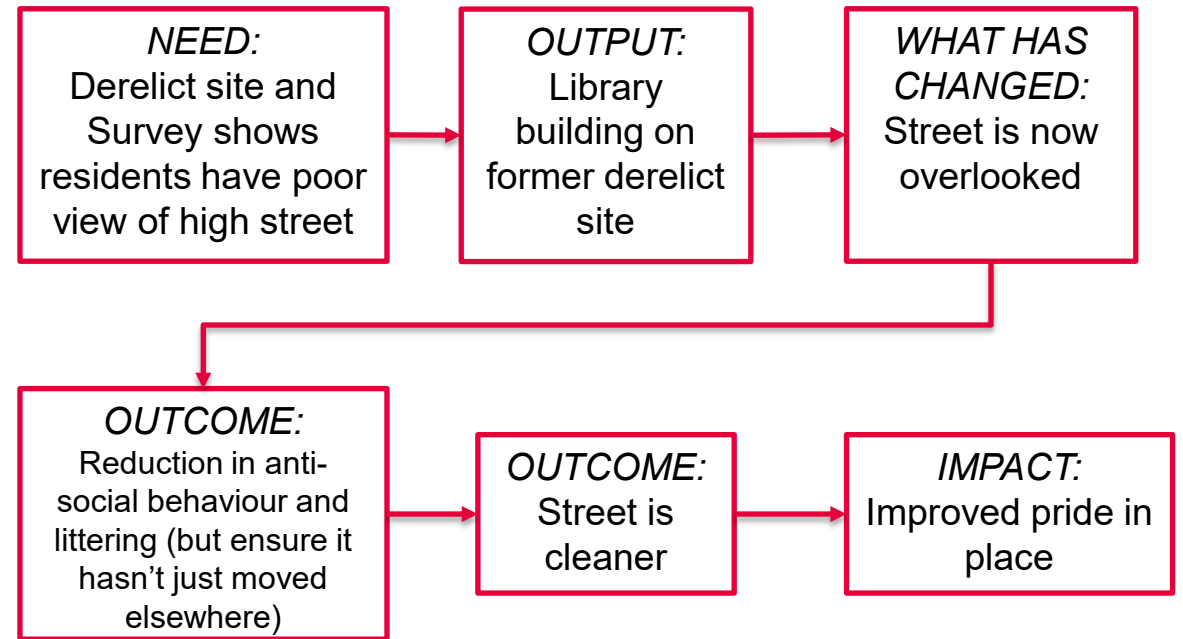 NEED:
Derelict site and
Survey shows
residents have poor
view of high street
OUTPUT:
Library
building on
former derelict
site
WHAT HAS
CHANGED:
Street is now
overlooked
OUTCOME:
Reduction in anti-
social behaviour and
littering (but ensure it
hasn’t just moved
elsewhere)
OUTCOME:
Street is
cleaner
IMPACT:
Improved pride in
place